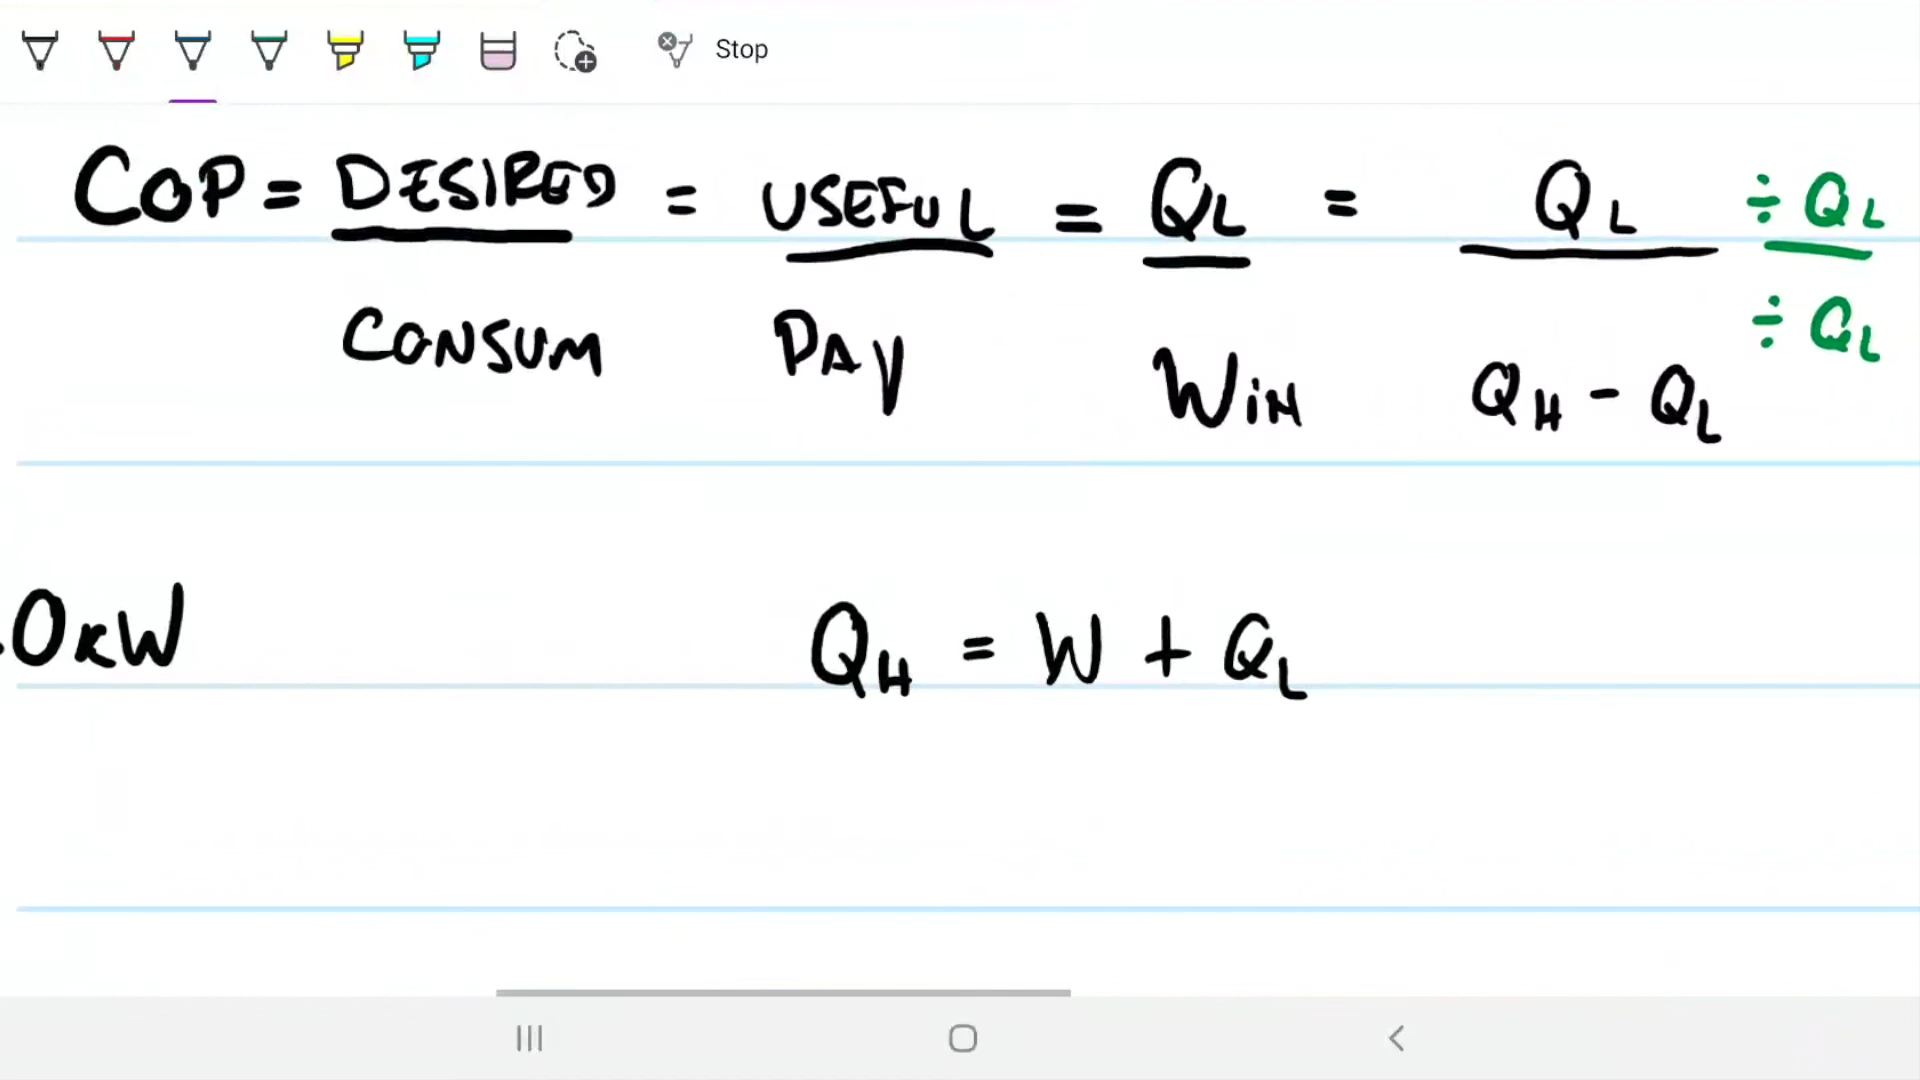 Stop
COP = DESIRED = USEFUL = QL = QL ÷ QL
CONSUM PAY WIN QH - QL ÷ QL
.0kW QH = W + QL